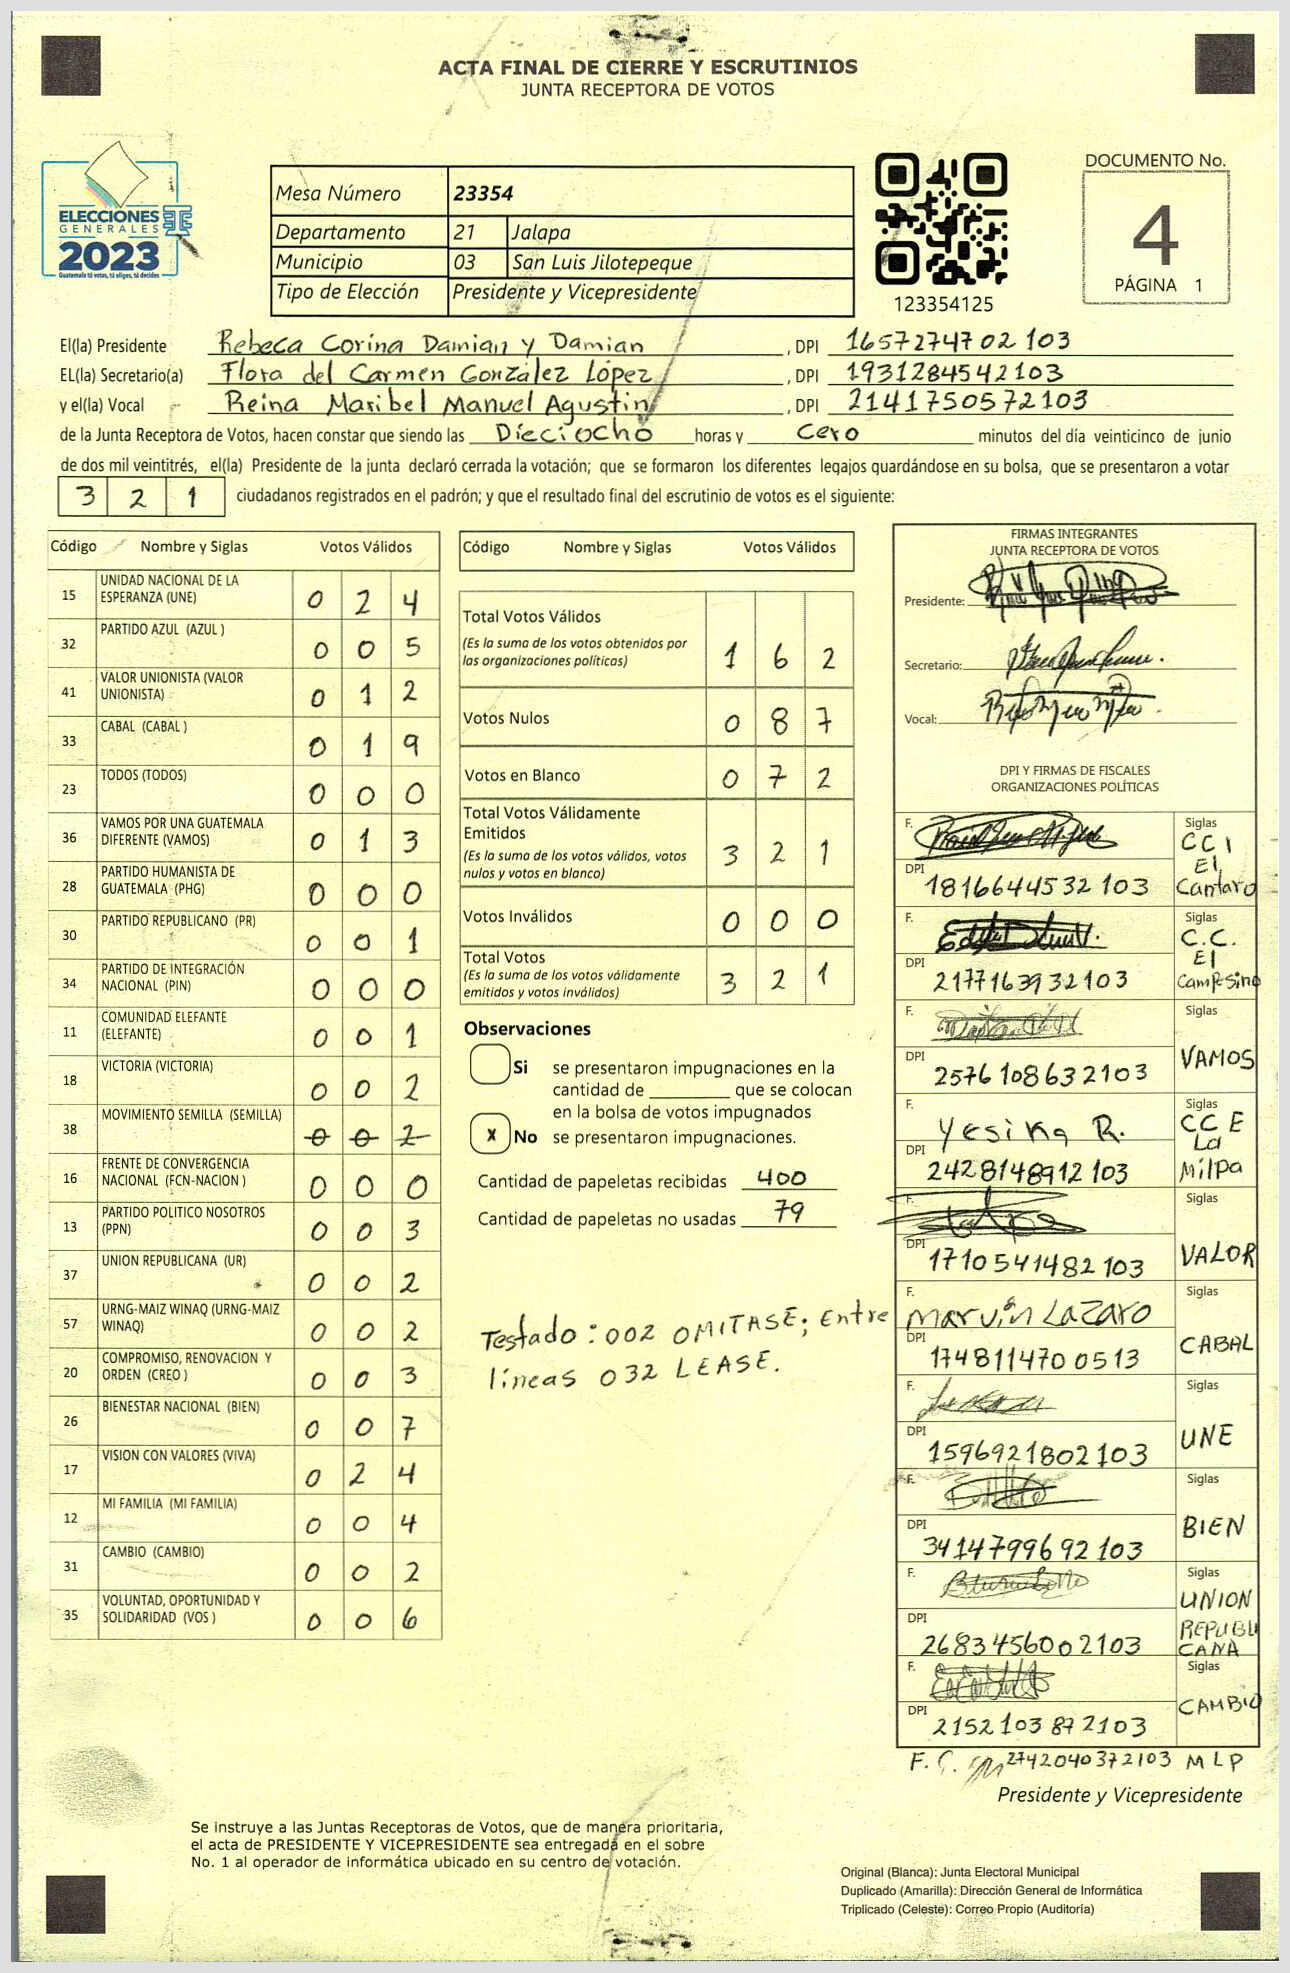 ACTA FINAL DE CIERRE Y ESCRUTINIOS
JUNTA RECEPTORA DE VOTOS
ELECCIONES
GENERALES
2023
Guatemala tú votas, tú eliges, tú decides
Mesa Número 23354
Departamento 21 Jalapa
Municipio 03 San Luis Jilotepeque
Tipo de Elección Presidente y Vicepresidente
123354125
DOCUMENTO No.
4
PÁGINA 1
El(la) Presidente Rebeca Corina Damian y Damian, DPI 1657274702103
EL(la) Secretario(a) Flora del Carmen González López, DPI 1931284542103
y el(la) Vocal Reina Maribel Manuel Agustin, DPI 2141750572103
de la Junta Receptora de Votos, hacen constar que siendo las Dieciocho horas y cero minutos del día veinticinco de junio
de dos mil veintitrés, el(la) Presidente de la junta declaró cerrada la votación; que se formaron los diferentes legajos guardándose en su bolsa, que se presentaron a votar
3 2 1 ciudadanos registrados en el padrón; y que el resultado final del escrutinio de votos es el siguiente:
Código Nombre y Siglas Votos Válidos
15 UNIDAD NACIONAL DE LA ESPERANZA (UNE) 0 2 4
32 PARTIDO AZUL (AZUL ) 0 0 5
41 VALOR UNIONISTA (VALOR UNIONISTA) 0 1 2
33 CABAL (CABAL ) 0 1 9
23 TODOS (TODOS) 0 0 0
36 VAMOS POR UNA GUATEMALA DIFERENTE (VAMOS) 0 1 3
28 PARTIDO HUMANISTA DE GUATEMALA (PHG) 0 0 0
30 PARTIDO REPUBLICANO (PR) 0 0 1
34 PARTIDO DE INTEGRACIÓN NACIONAL (PIN) 0 0 0
11 COMUNIDAD ELEFANTE (ELEFANTE) 0 0 1
18 VICTORIA (VICTORIA) 0 0 2
38 MOVIMIENTO SEMILLA (SEMILLA) 0 0 2
16 FRENTE DE CONVERGENCIA NACIONAL (FCN-NACION ) 0 0 0
13 PARTIDO POLITICO NOSOTROS (PPN) 0 0 3
37 UNION REPUBLICANA (UR) 0 0 2
57 URNG-MAIZ WINAQ (URNG-MAIZ WINAQ) 0 0 2
20 COMPROMISO, RENOVACION Y ORDEN (CREO ) 0 0 3
26 BIENESTAR NACIONAL (BIEN) 0 0 7
17 VISION CON VALORES (VIVA) 0 2 4
12 MI FAMILIA (MI FAMILIA) 0 0 4
31 CAMBIO (CAMBIO) 0 0 2
35 VOLUNTAD, OPORTUNIDAD Y SOLIDARIDAD (VOS ) 0 0 6
Código Nombre y Siglas Votos Válidos
Total Votos Válidos
(Es la suma de los votos obtenidos por
las organizaciones políticas) 1 6 2
Votos Nulos 0 8 7
Votos en Blanco 0 7 2
Total Votos Válidamente
Emitidos
(Es la suma de los votos válidos, votos
nulos y votos en blanco) 3 2 1
Votos Inválidos 0 0 0
Total Votos
(Es la suma de los votos válidamente
emitidos y votos inválidos) 3 2 1
Observaciones
Si se presentaron impugnaciones en la
cantidad de ________ que se colocan
en la bolsa de votos impugnados
X No se presentaron impugnaciones.
Cantidad de papeletas recibidas 400
Cantidad de papeletas no usadas 79
Testado: 002 OMITASE; Entre
líneas 032 LEASE.
FIRMAS INTEGRANTES
JUNTA RECEPTORA DE VOTOS
Presidente:
Secretario:
Vocal:
DPI Y FIRMAS DE FISCALES
ORGANIZACIONES POLÍTICAS
F. Siglas CCI El Cantaro
DPI 1816644532103
F. Siglas C.C. El Campesino
DPI 2177163932103
F. Siglas VAMOS
DPI 2576108632103
F. Yesika R. Siglas CCE La Milpa
DPI 2428148912103
F. Siglas VALOR
DPI 1710541482103
F. Marvin Lazaro Siglas CABAL
DPI 1748114700513
F. Siglas UNE
DPI 1596921802103
F. Siglas BIEN
DPI 3414799692103
F. Siglas UNION REPUBLICANA
DPI 2683456002103
F. Siglas CAMBIO
DPI 2152103872103
F. 2742040372103 MLP
Presidente y Vicepresidente
Se instruye a las Juntas Receptoras de Votos, que de manera prioritaria,
el acta de PRESIDENTE Y VICEPRESIDENTE sea entregada en el sobre
No. 1 al operador de informática ubicado en su centro de votación.
Original (Blanca): Junta Electoral Municipal
Duplicado (Amarilla): Dirección General de Informática
Triplicado (Celeste): Correo Propio (Auditoría)